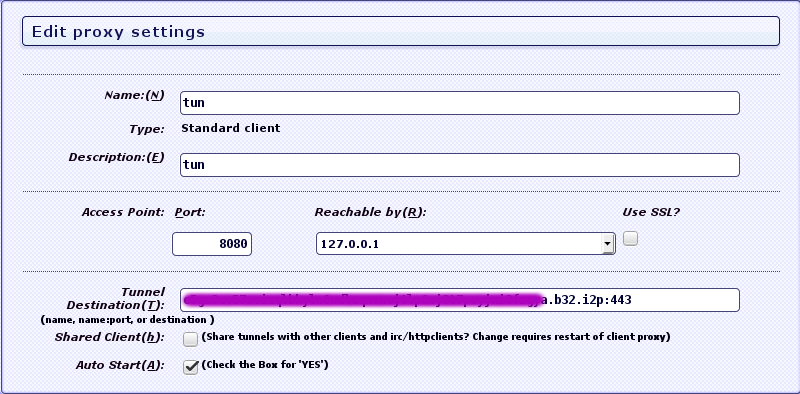 Edit proxy settings
Name:(N)
tun
Type:
Standard client
Description:(E)
tun
Access Point:
Port:
Reachable by(R):
Use SSL?
8080
127.0.0.1
Tunnel
Destination(T):
a.b32.i2p:443
(name, name:port, or destination )
Shared Client(h):
(Share tunnels with other clients and irc/httpclients? Change requires restart of client proxy)
Auto Start(A):
(Check the Box for 'YES')